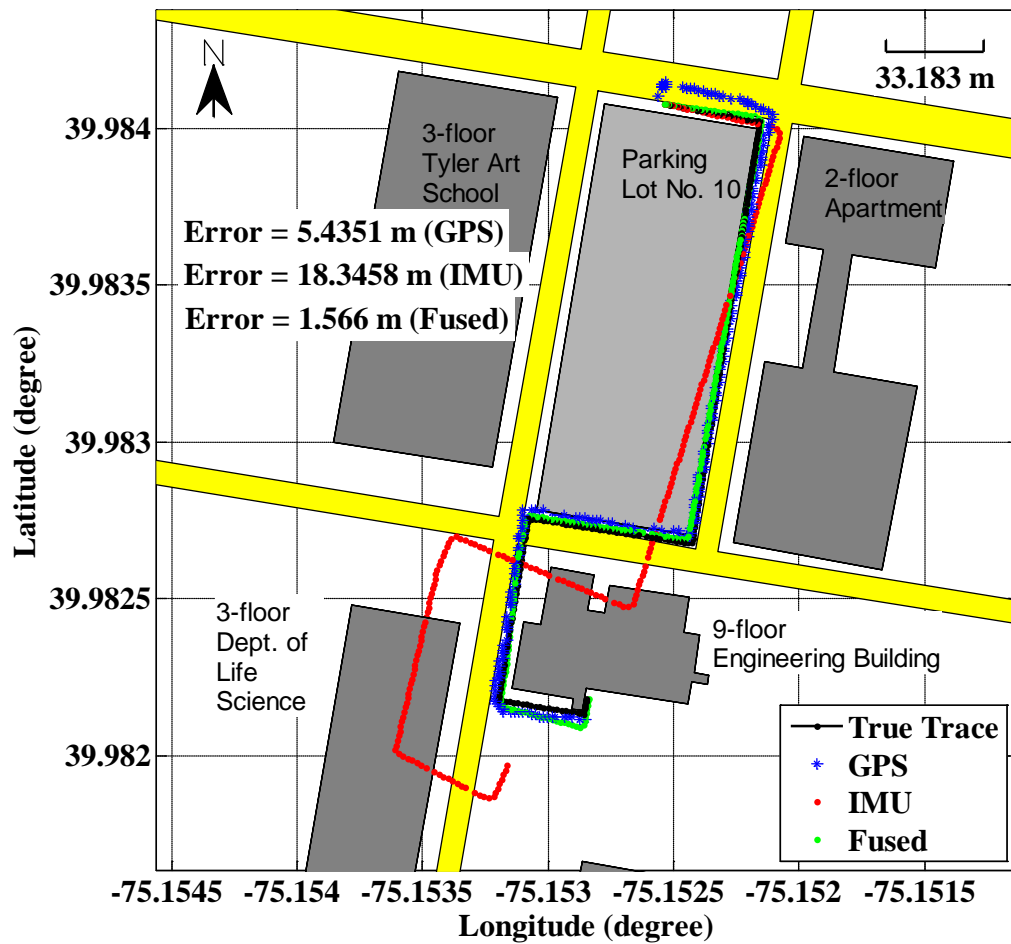 N
33.183 m
39.984
3-floor
Tyler Art
School
Parking
Lot No. 10
2-floor
Apartment
Error = 5.4351 m (GPS)
Error = 18.3458 m (IMU)
Error = 1.566 m (Fused)
39.9835
39.983
39.9825
39.982
Latitude (degree)
3-floor
Dept. of
Life
Science
9-floor
Engineering Building
True Trace
GPS
IMU
Fused
-75.1545
-75.154
-75.1535
-75.153
-75.1525
-75.152
-75.1515
Longitude (degree)